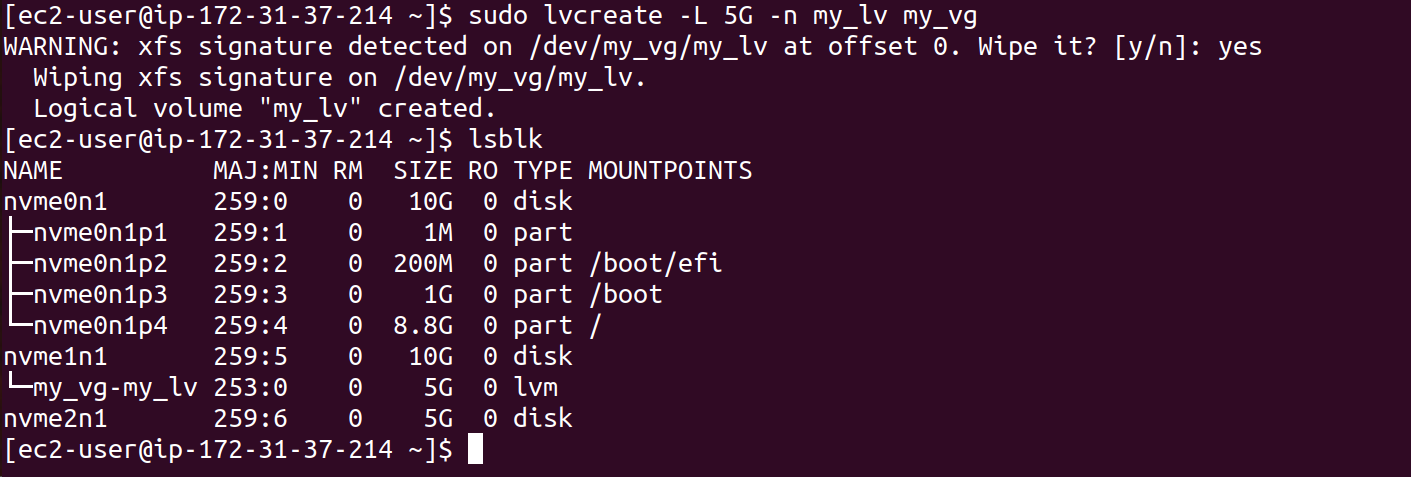 [ec2-user@ip-172-31-37-214 ~]$ sudo lvcreate -L 5G -n my_lv my_vg
WARNING: xfs signature detected on /dev/my_vg/my_lv at offset 0. Wipe it? [y/n]: yes
  Wiping xfs signature on /dev/my_vg/my_lv.
  Logical volume "my_lv" created.
[ec2-user@ip-172-31-37-214 ~]$ lsblk
NAME          MAJ:MIN RM  SIZE RO TYPE MOUNTPOINTS
nvme0n1       259:0    0   10G  0 disk
├─nvme0n1p1   259:1    0    1M  0 part
├─nvme0n1p2   259:2    0  200M  0 part /boot/efi
├─nvme0n1p3   259:3    0    1G  0 part /boot
└─nvme0n1p4   259:4    0  8.8G  0 part /
nvme1n1       259:5    0   10G  0 disk
└─my_vg-my_lv 253:0    0    5G  0 lvm
nvme2n1       259:6    0    5G  0 disk
[ec2-user@ip-172-31-37-214 ~]$